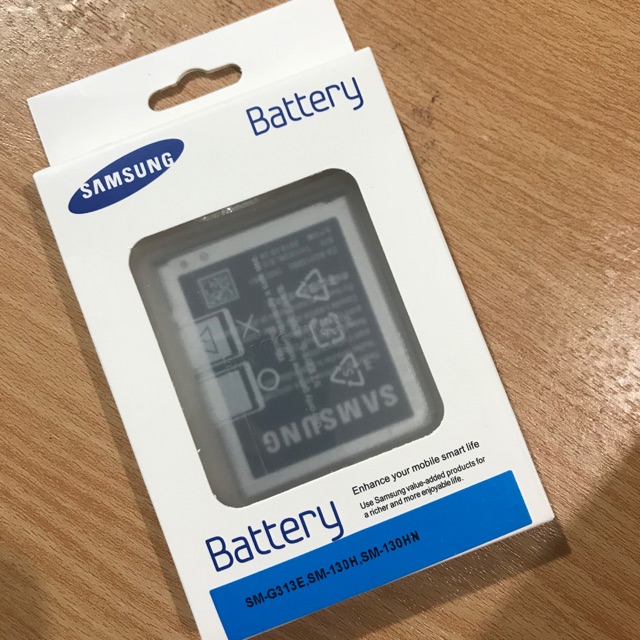 Battery
SAMSUNG
SAMSUNG
Enhance your mobile smart life
Use Samsung value-added products for
a richer and more enjoyable life.
Battery
SM-G313E,SM-130H,SM-130HN